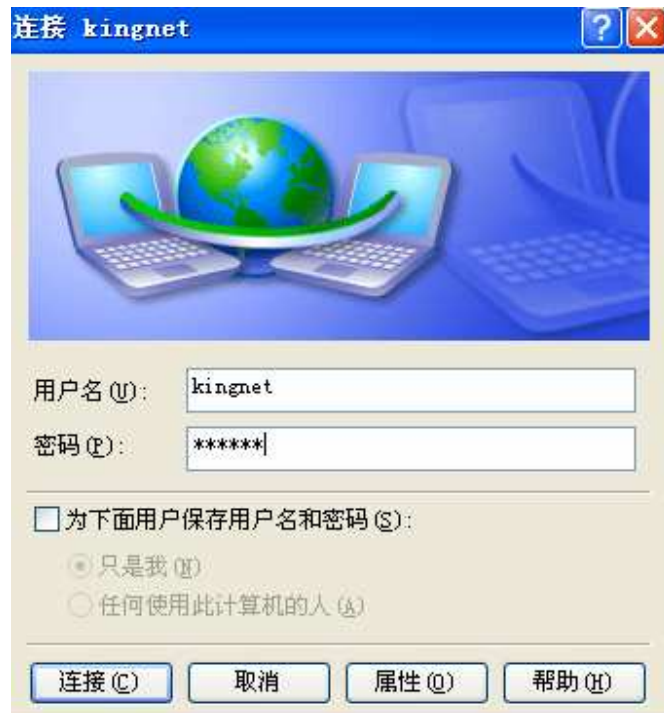 连接 kingnet
用户名(U):
kingnet
密码(P):
******
为下面用户保存用户名和密码(S):
只是我(N)
任何使用此计算机的人(A)
连接(C) 取消 属性(O) 帮助(H)